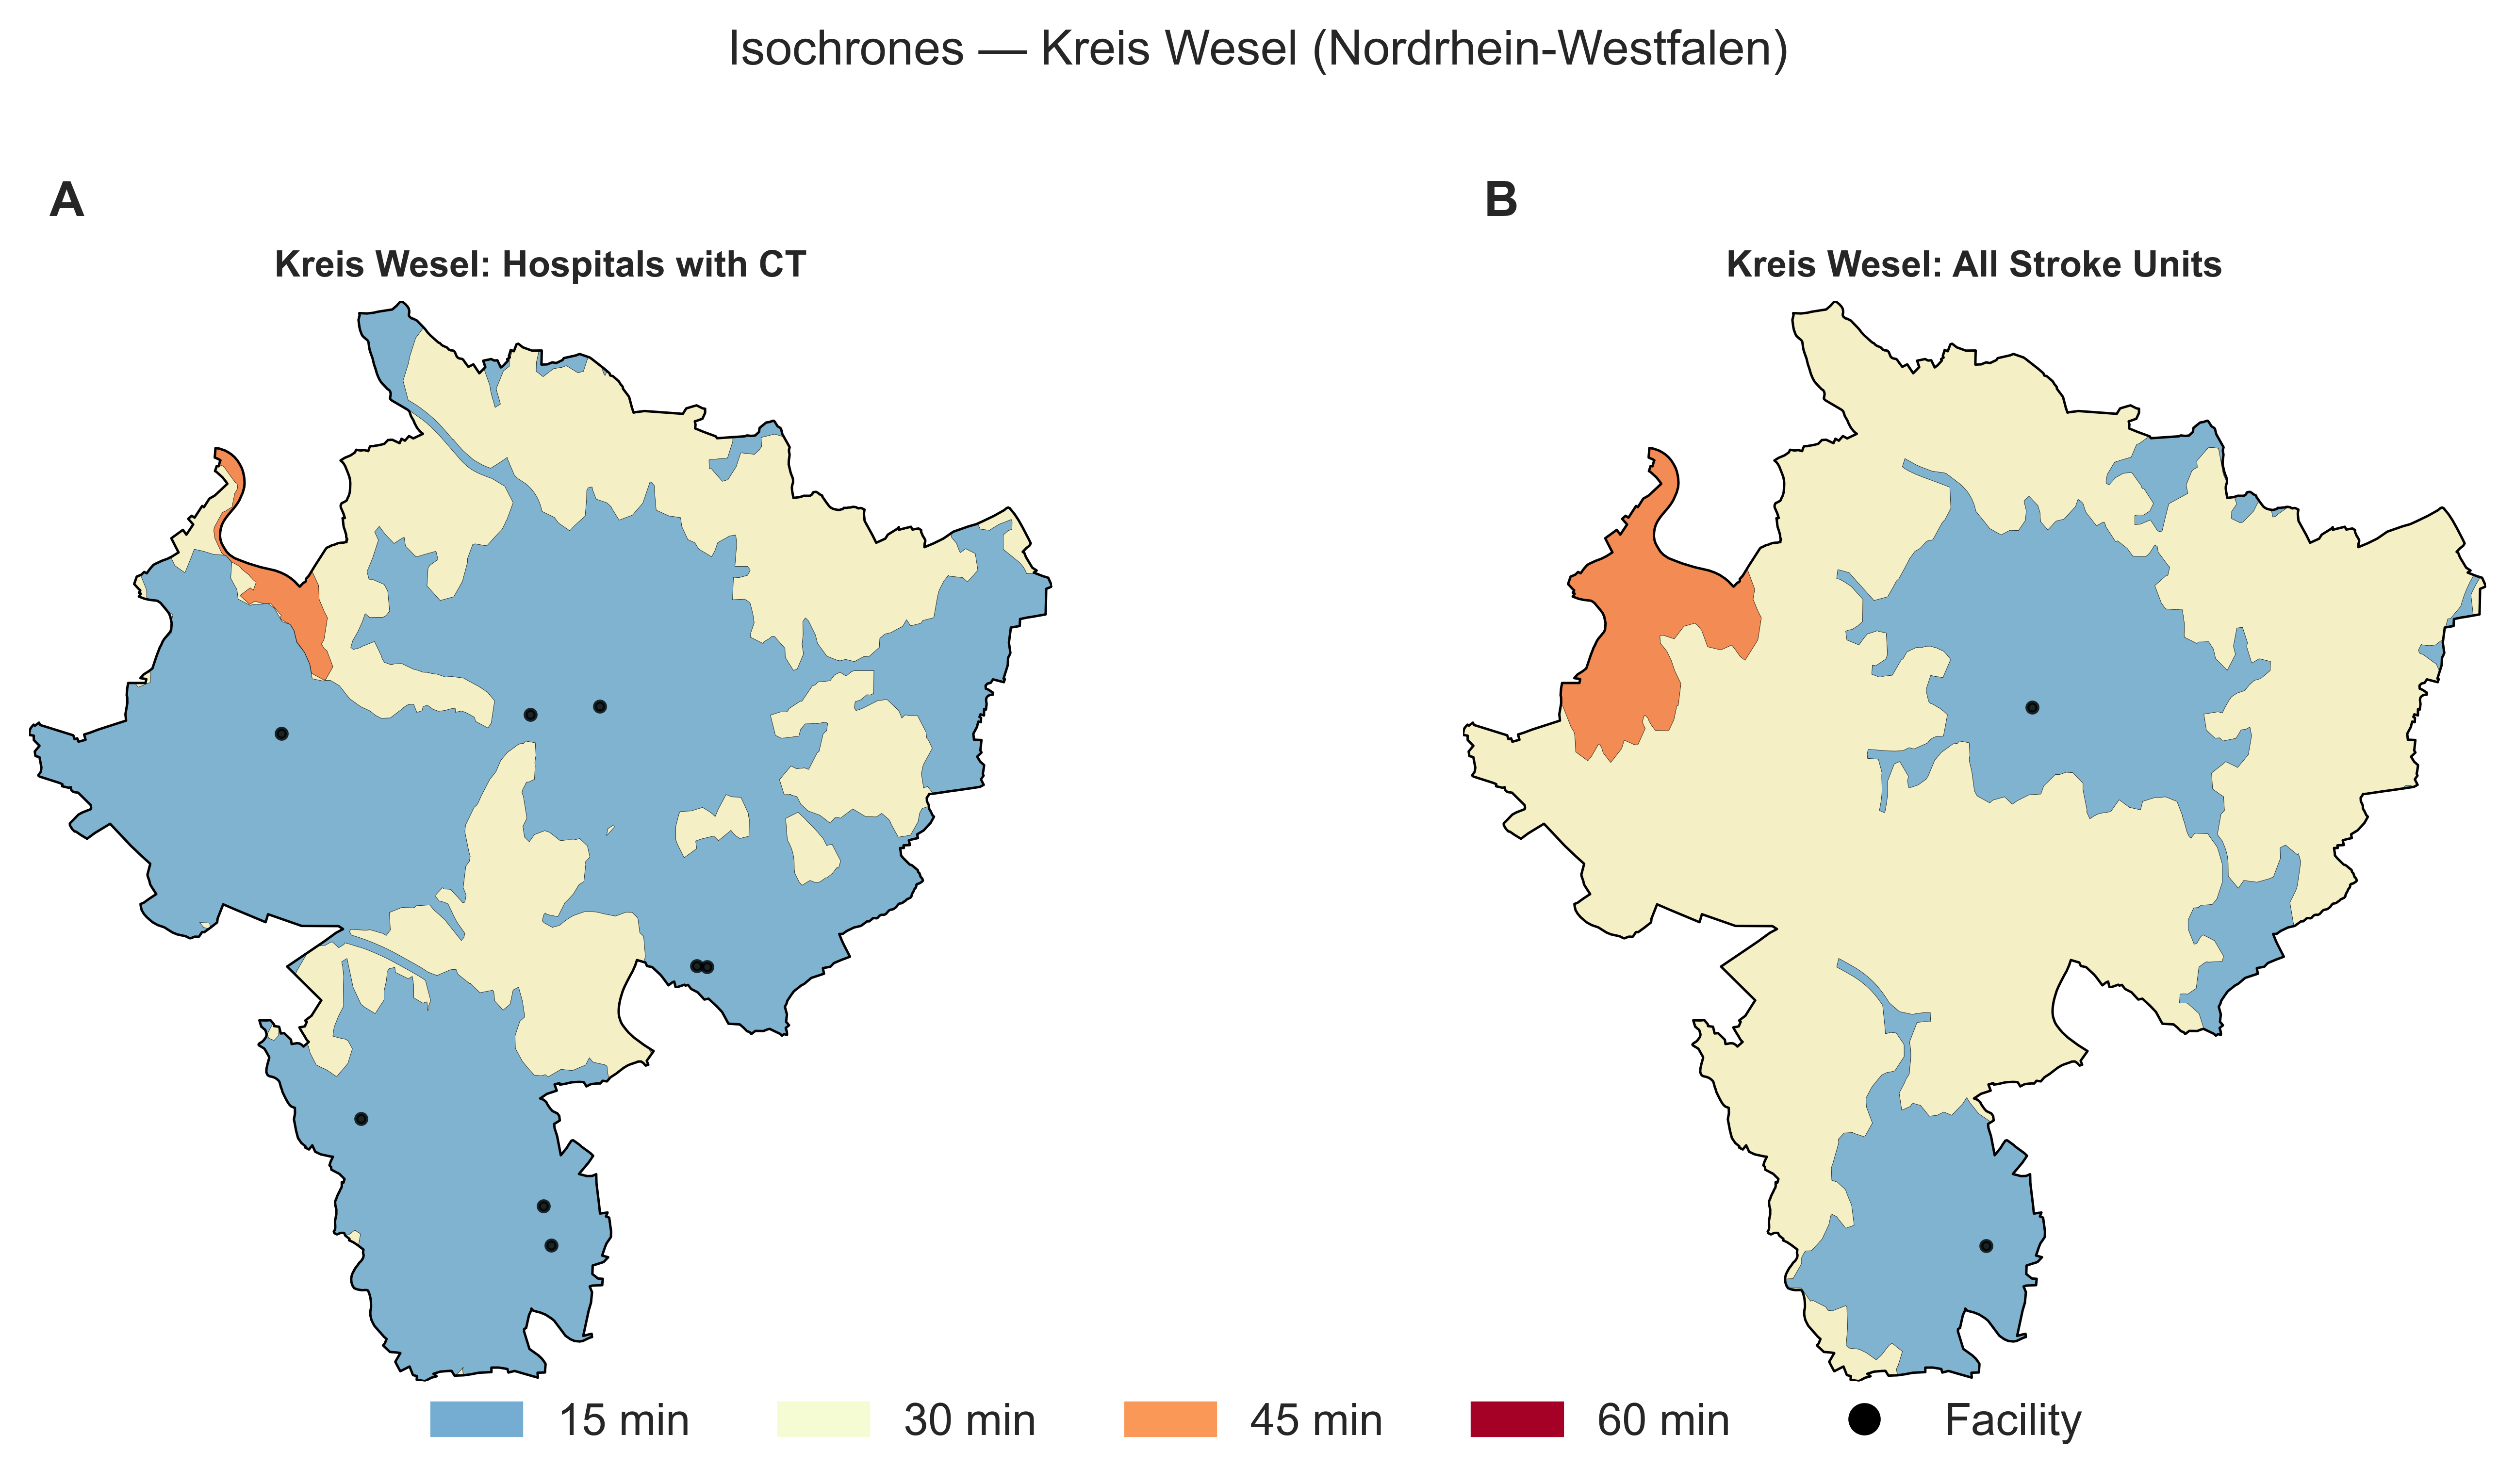 Isochrones — Kreis Wesel (Nordrhein-Westfalen)
A
B
Kreis Wesel: Hospitals with CT
Kreis Wesel: All Stroke Units
15 min
30 min
45 min
60 min
Facility